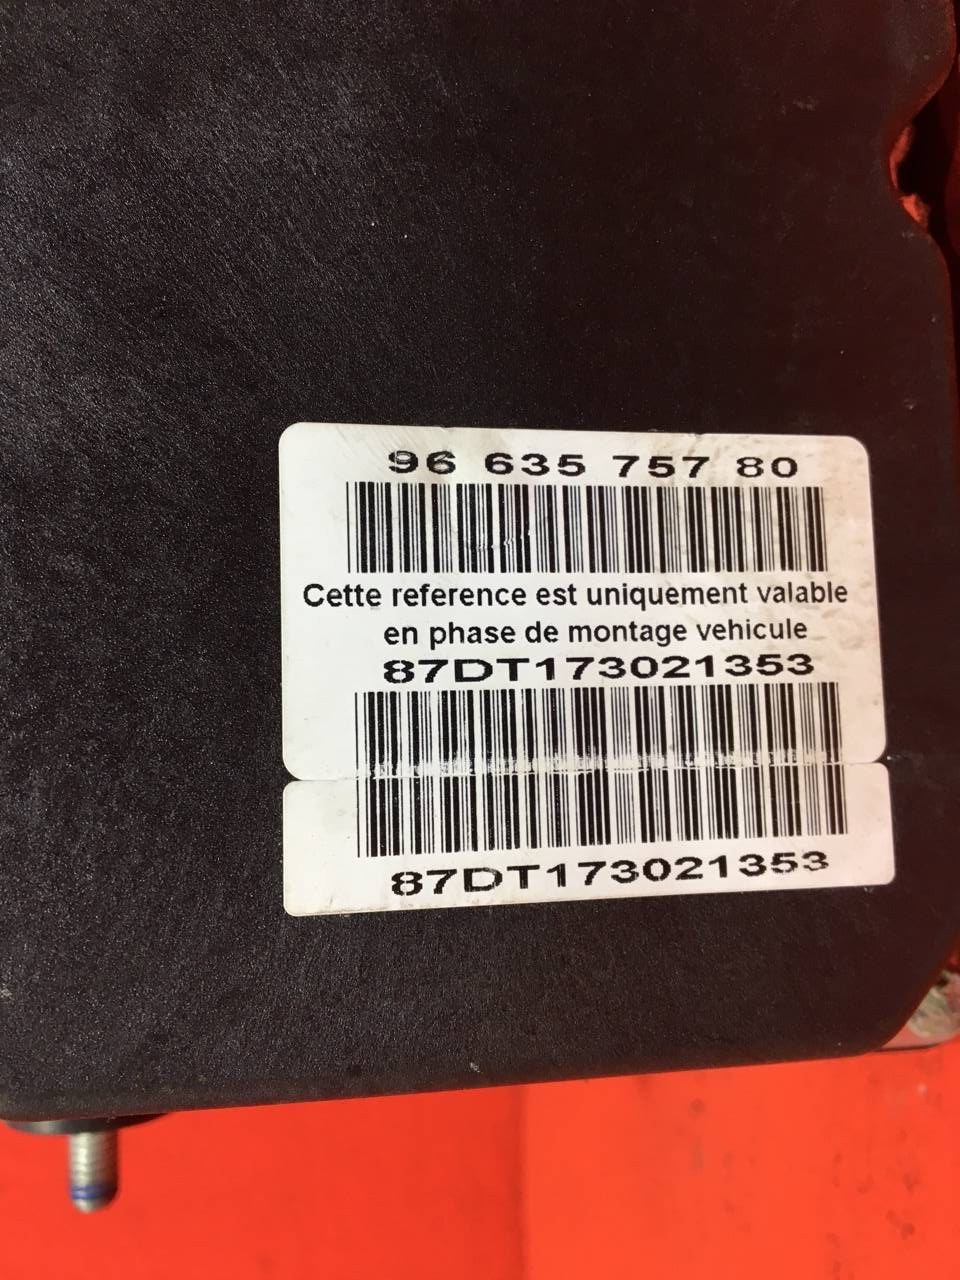 96 635 757 80
Cette reference est uniquement valable
en phase de montage vehicule
87DT173021353
87DT173021353